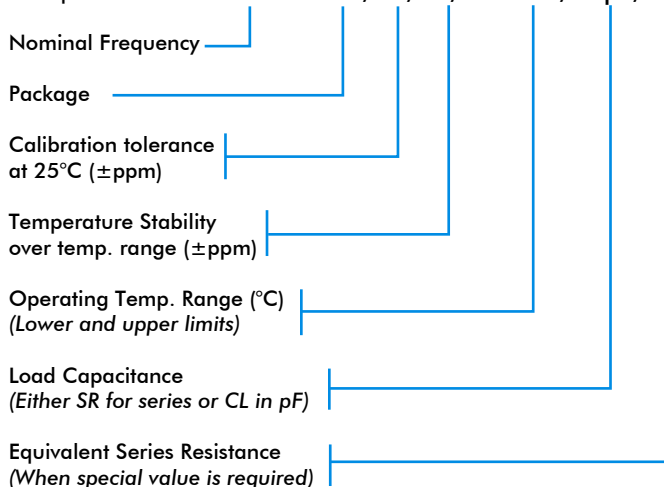 Nominal Frequency
Package
Calibration tolerance
at 25°C (±ppm)
Temperature Stability
over temp. range (±ppm)
Operating Temp. Range (°C)
(Lower and upper limits)
Load Capacitance
(Either SR for series or CL in pF)
Equivalent Series Resistance
(When special value is required)